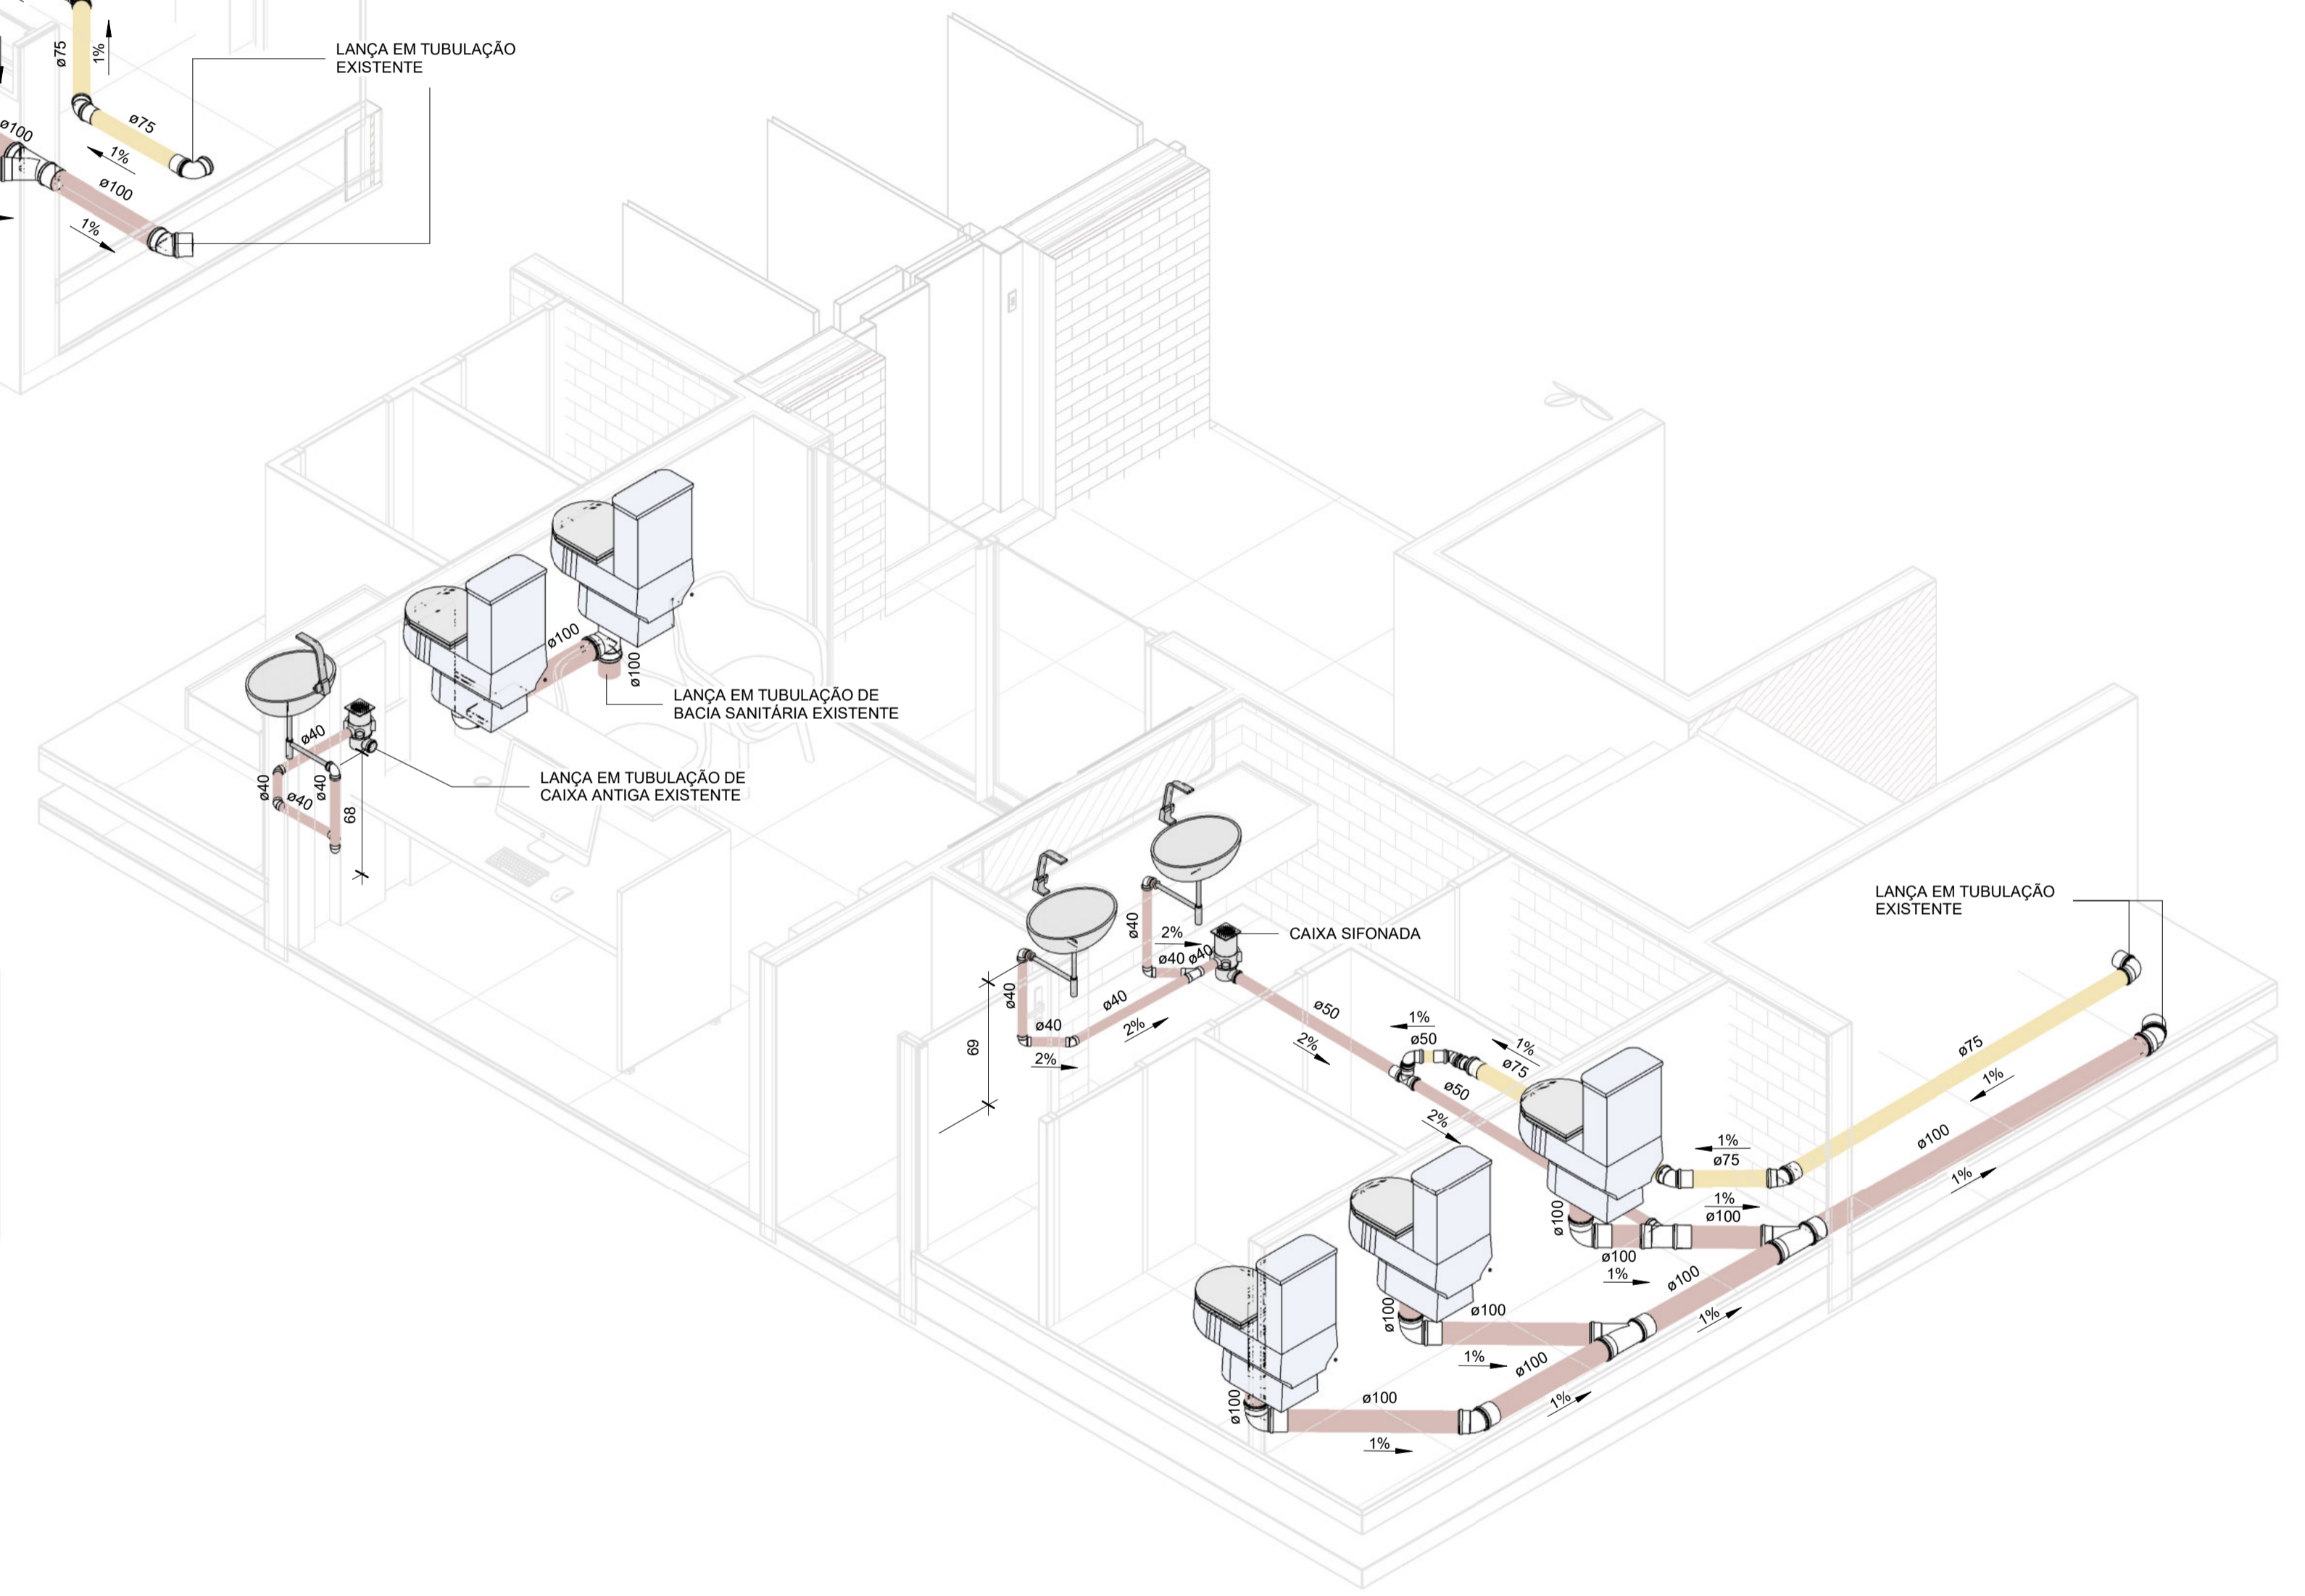 ø75
1%
LANÇA EM TUBULAÇÃO
EXISTENTE
ø75
1%
ø100
ø100
1%
ø100
ø100
LANÇA EM TUBULAÇÃO DE
BACIA SANITÁRIA EXISTENTE
ø40
ø40
ø40
ø40
68
LANÇA EM TUBULAÇÃO DE
CAIXA ANTIGA EXISTENTE
ø40
2%
ø40
ø40
CAIXA SIFONADA
ø40
ø40
ø40
2%
2%
69
ø50
2%
1%
ø50
1%
ø75
ø50
2%
LANÇA EM TUBULAÇÃO
EXISTENTE
ø75
1%
ø100
1%
1%
ø75
1%
ø100
ø100
ø100
1%
ø100
1%
ø100
ø100
1%
ø100
1%
ø100
ø100
1%